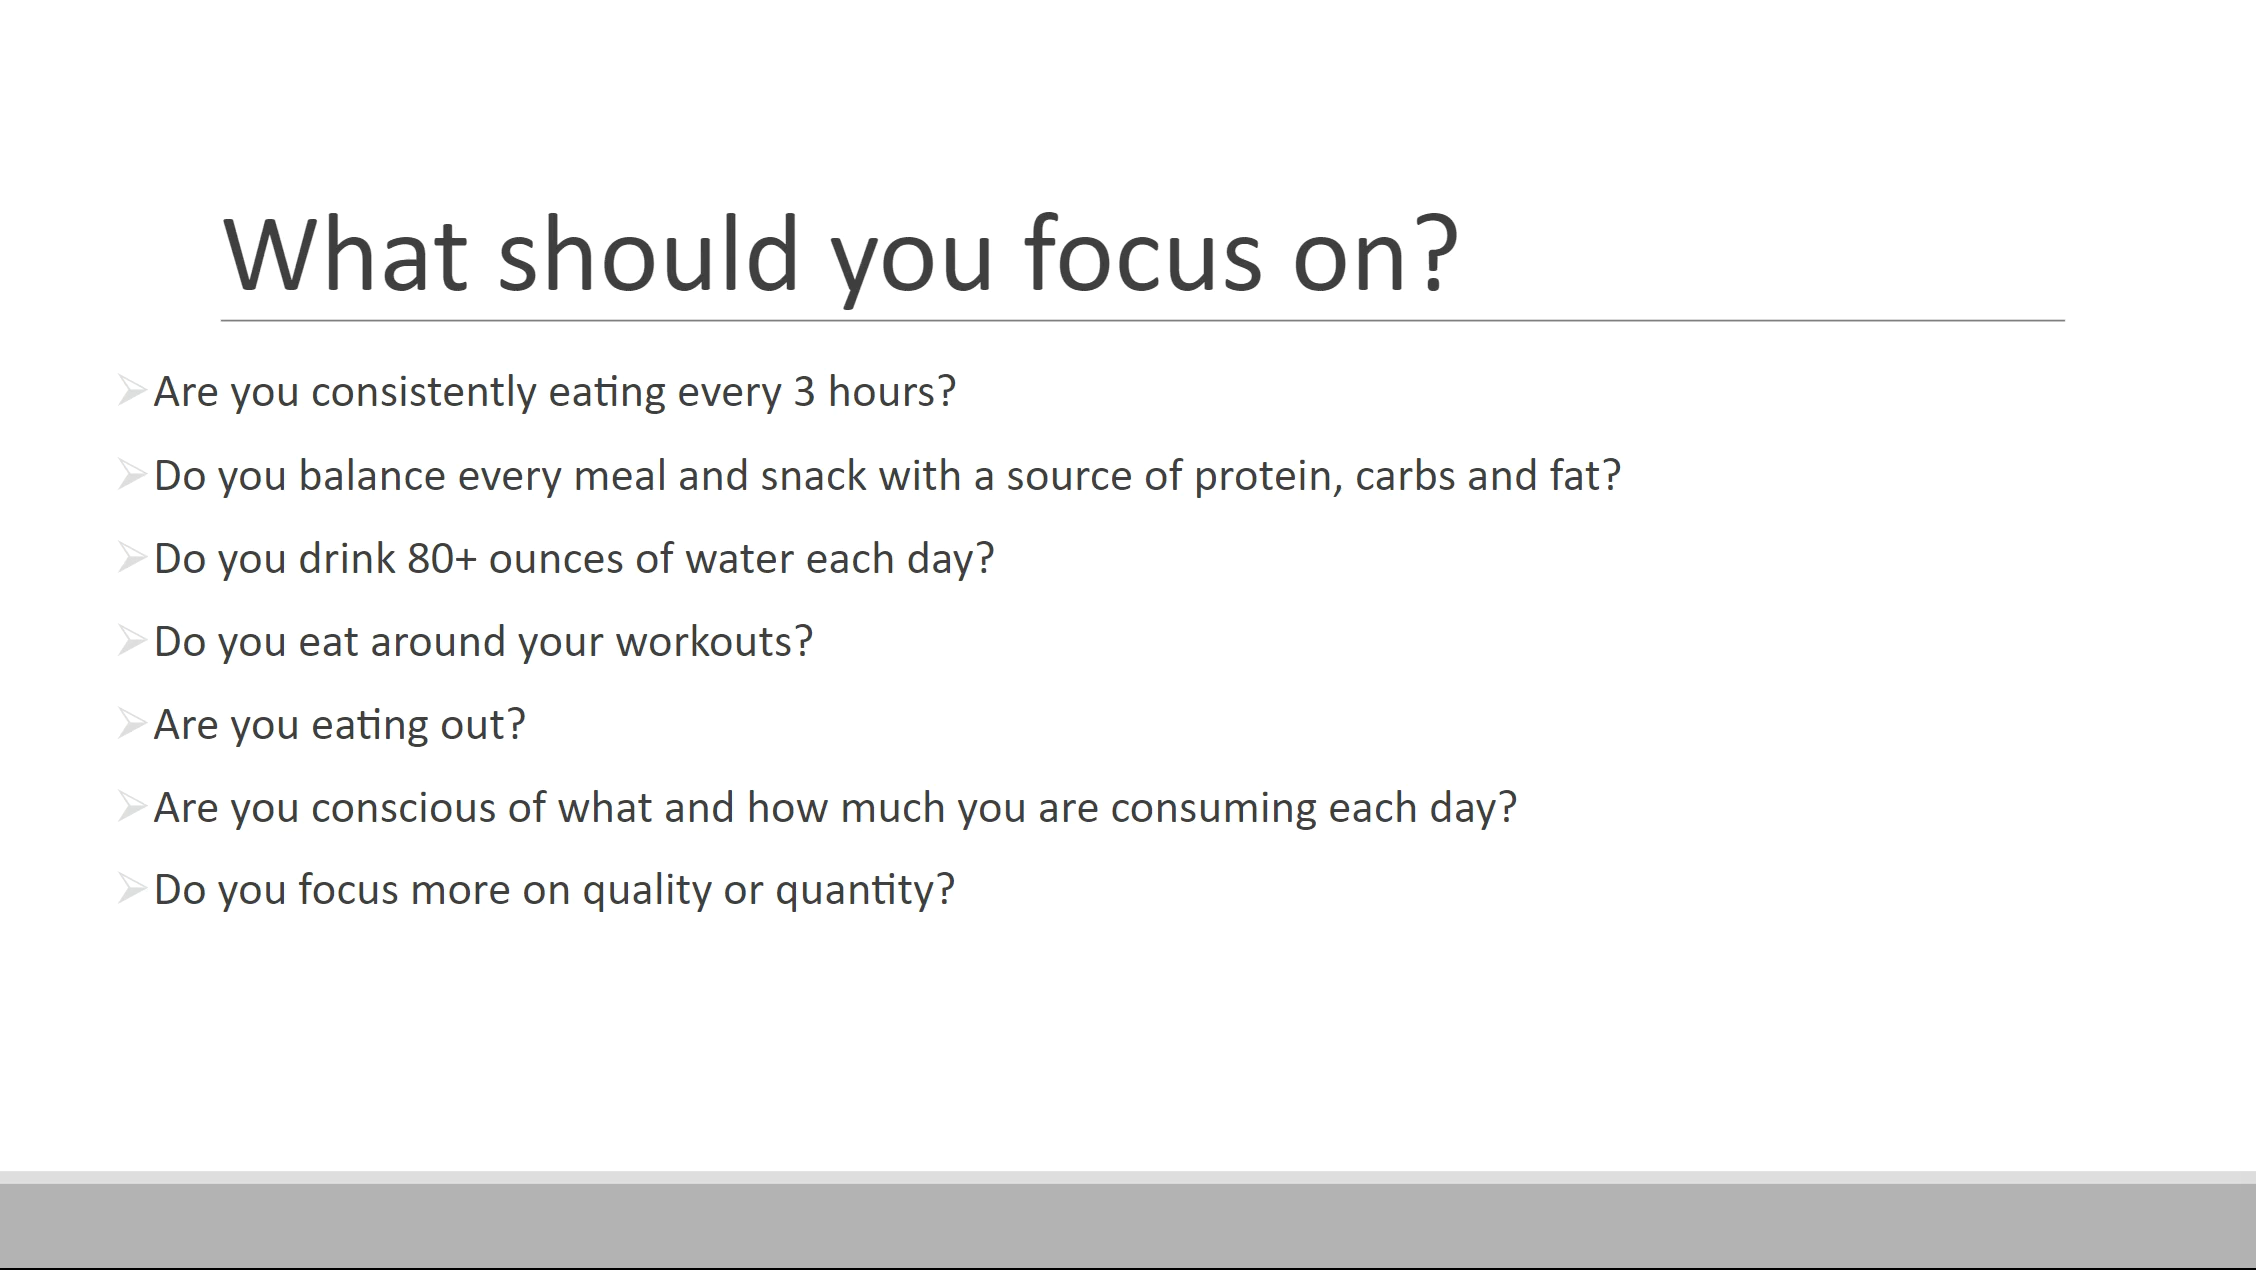 What should you focus on?
Are you consistently eating every 3 hours?
Do you balance every meal and snack with a source of protein, carbs and fat?
Do you drink 80+ ounces of water each day?
Do you eat around your workouts?
Are you eating out?
Are you conscious of what and how much you are consuming each day?
Do you focus more on quality or quantity?